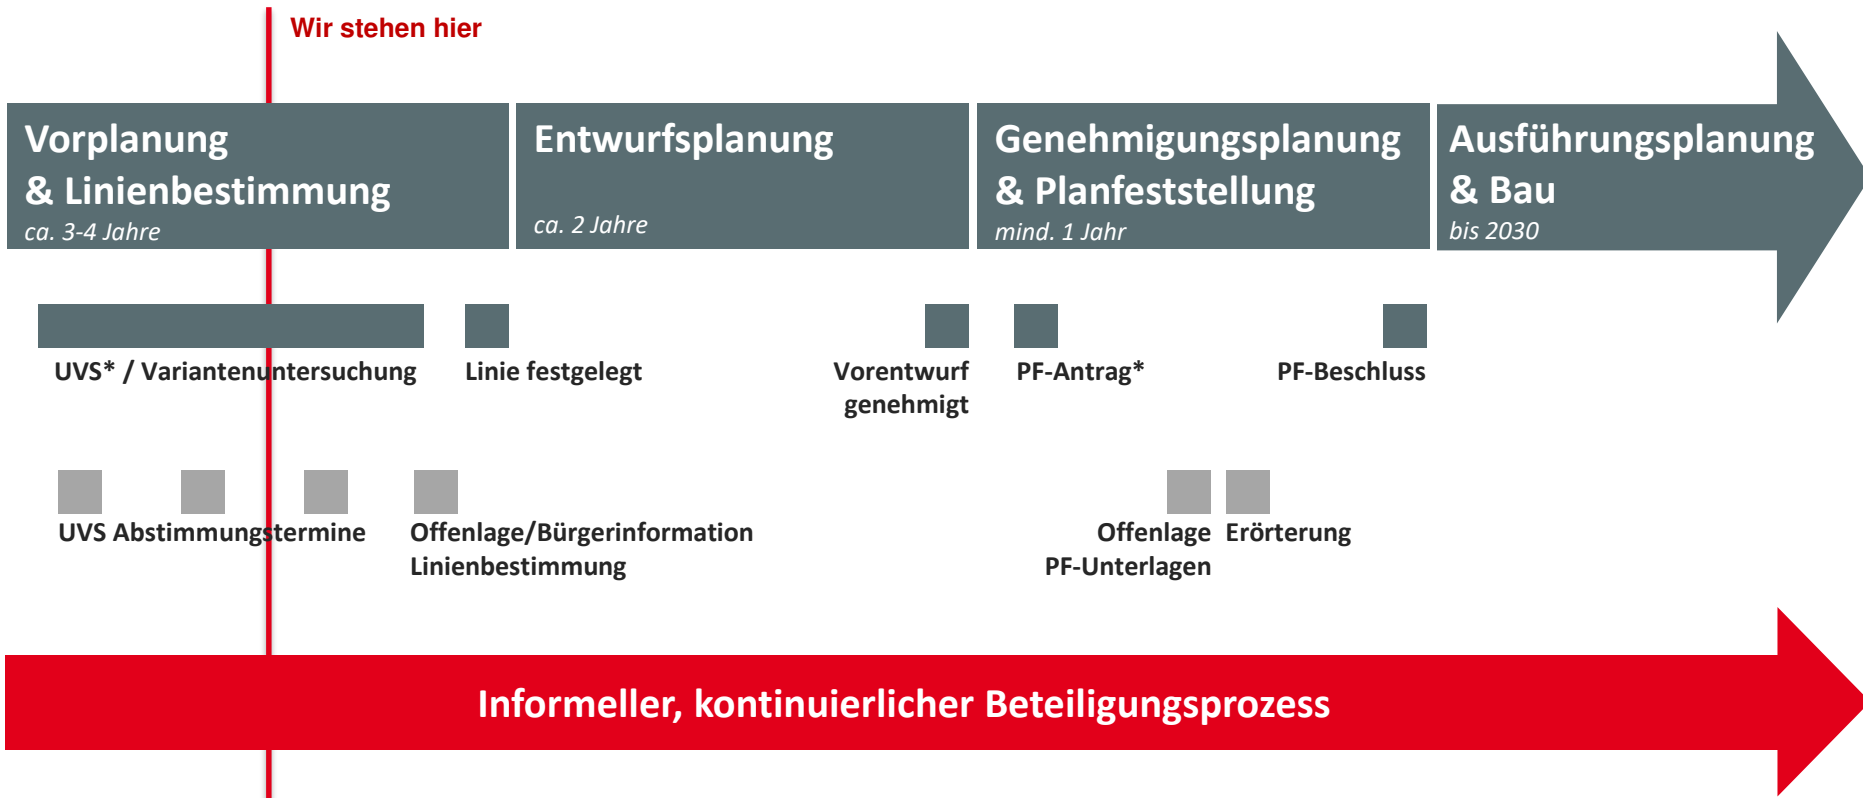 Wir stehen hier
Vorplanung
& Linienbestimmung
ca. 3-4 Jahre
Entwurfsplanung
ca. 2 Jahre
Genehmigungsplanung
& Planfeststellung
mind. 1 Jahr
Ausführungsplanung
& Bau
bis 2030
UVS* / Variantenuntersuchung
Linie festgelegt
Vorentwurf
genehmigt
PF-Antrag*
PF-Beschluss
UVS Abstimmungstermine
Offenlage/Bürgerinformation
Linienbestimmung
Offenlage
PF-Unterlagen
Erörterung
Informeller, kontinuierlicher Beteiligungsprozess